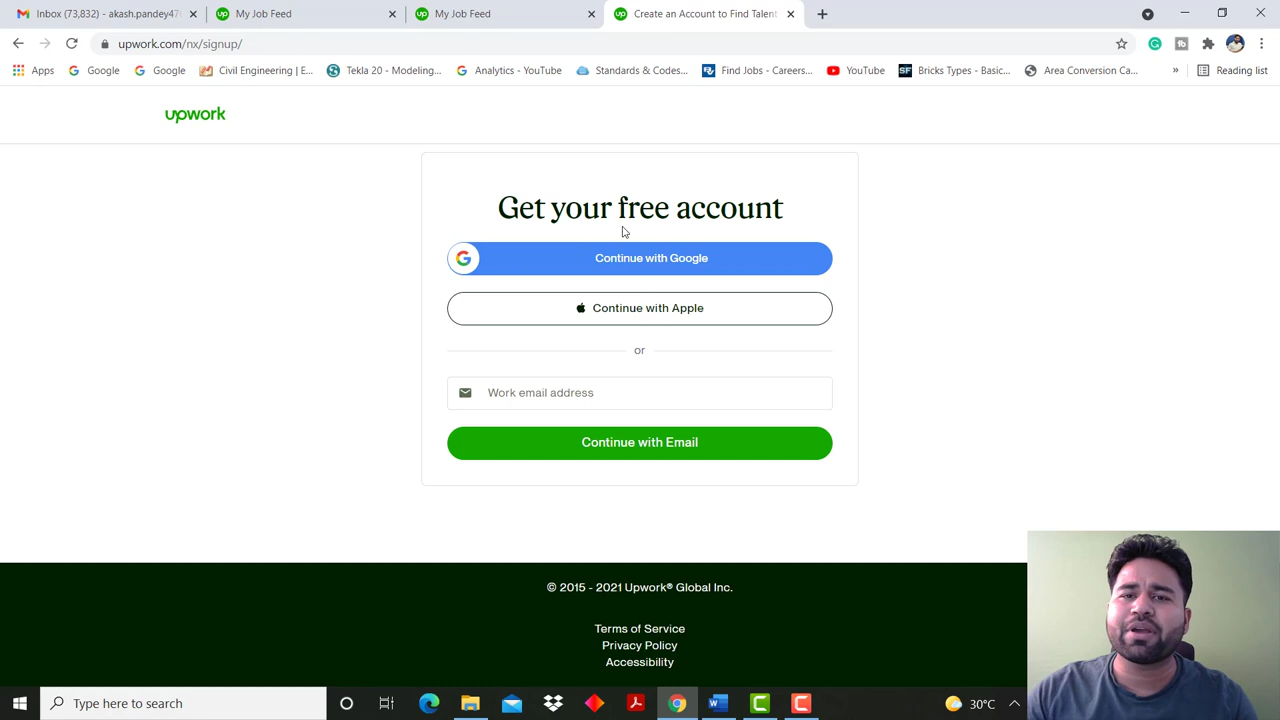 Inbox (73,832) - akash.pandey47
My Job Feed
My Job Feed
Create an Account to Find Talent
upwork.com/nx/signup/
Apps
Google
Google
Civil Engineering | E...
Tekla 20 - Modeling...
Analytics - YouTube
Standards & Codes...
Find Jobs - Careers...
YouTube
Bricks Types - Basic...
Area Conversion Ca...
»
Reading list
upwork
Get your free account
Continue with Google
Continue with Apple
or
Work email address
Continue with Email
© 2015 - 2021 Upwork® Global Inc.
Terms of Service
Privacy Policy
Accessibility
Type here to search
30°C